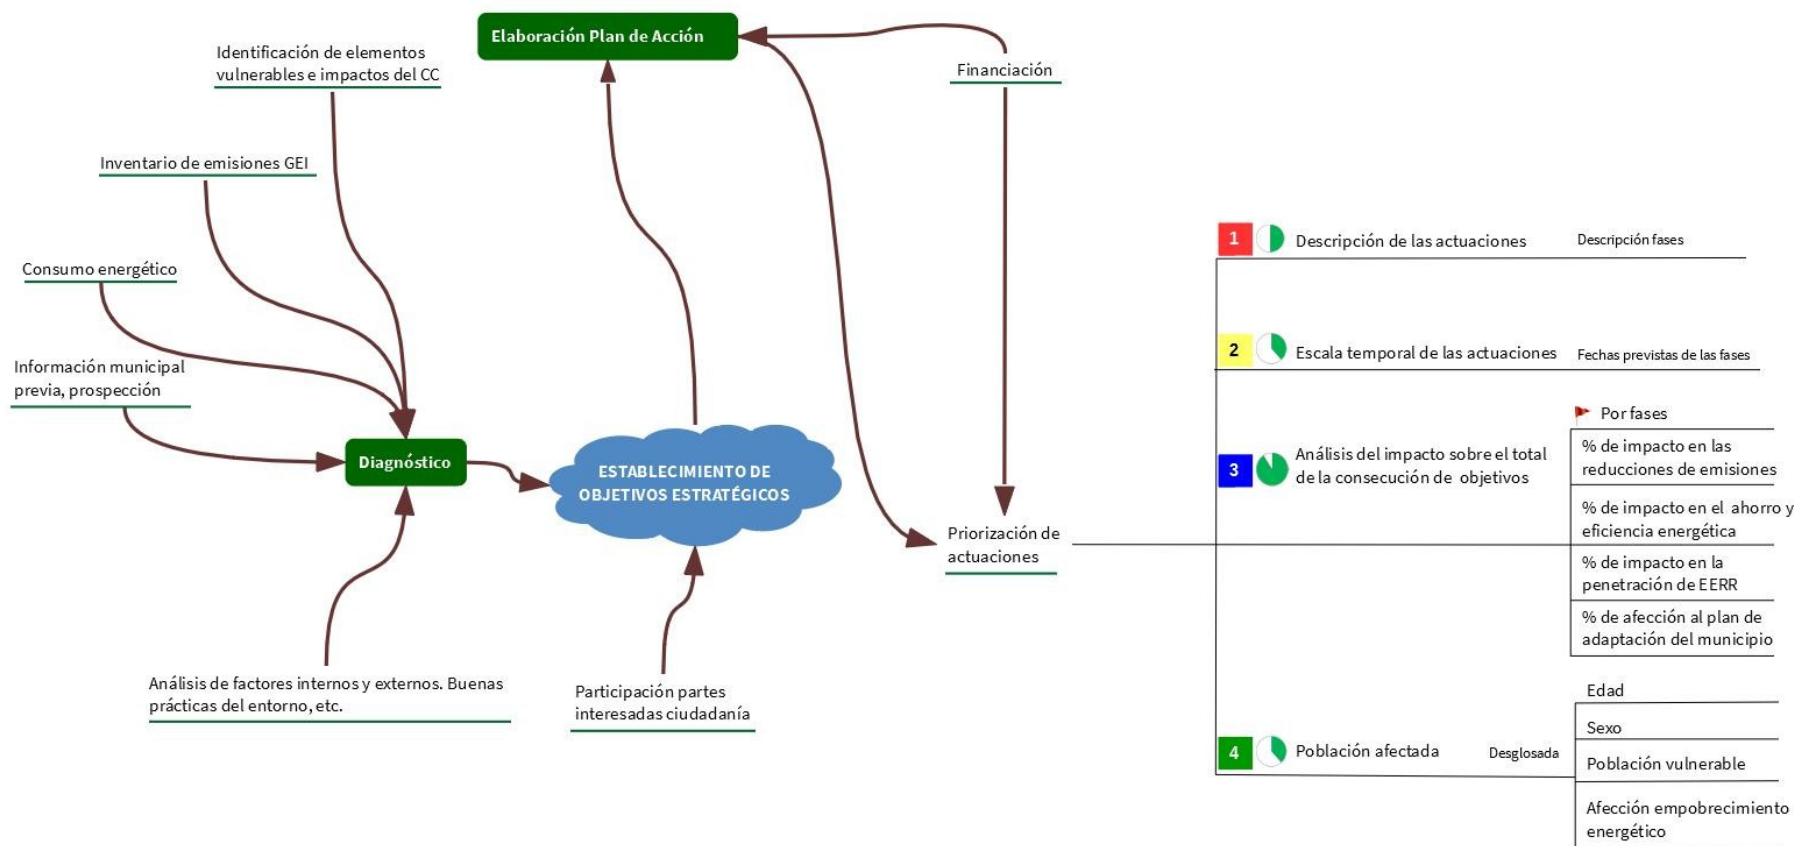 Elaboración Plan de Acción
Identificación de elementos
vulnerables e impactos del CC
Financiación
Inventario de emisiones GEI
Consumo energético
Información municipal
previa, prospección
Diagnóstico
ESTABLECIMIENTO DE
OBJETIVOS ESTRATÉGICOS
Análisis de factores internos y externos. Buenas
prácticas del entorno, etc.
Participación partes
interesadas ciudadanía
Priorización de
actuaciones
1 Descripción de las actuaciones Descripción fases
2 Escala temporal de las actuaciones Fechas previstas de las fases
3 Análisis del impacto sobre el total
de la consecución de objetivos
Por fases
% de impacto en las
reducciones de emisiones
% de impacto en el ahorro y
eficiencia energética
% de impacto en la
penetración de EERR
% de afección al plan de
adaptación del municipio
4 Población afectada Desglosada
Edad
Sexo
Población vulnerable
Afección empobrecimiento
energético